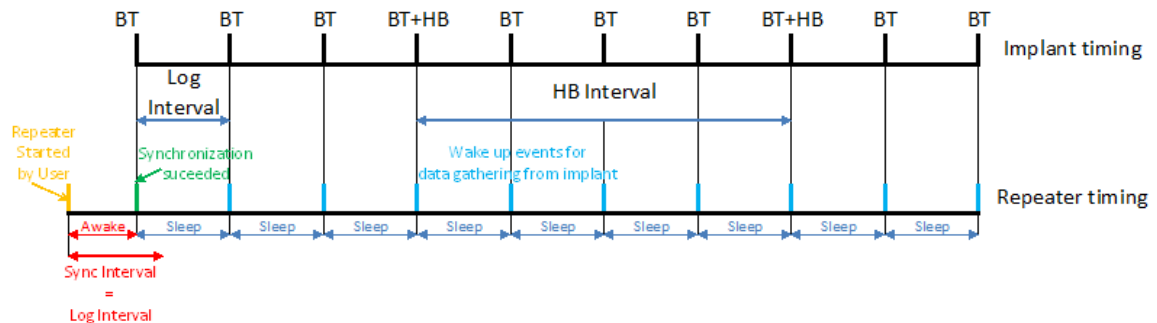 BT BT BT BT+HB BT BT BT BT+HB BT BT
Implant timing
Log
Interval
HB Interval
Repeater
Started
by User
Synchronization
suceeded
Wake up events for
data gathering from implant
Repeater timing
Awake Sleep Sleep Sleep Sleep Sleep Sleep Sleep Sleep Sleep
Sync Interval
=
Log Interval